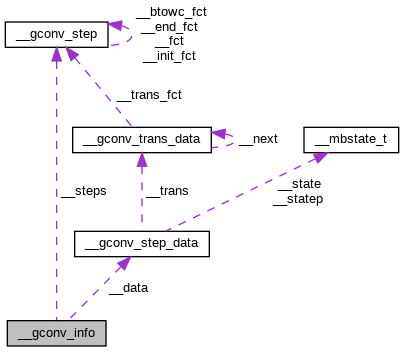 __btowc_fct
__end_fct
__fct
__init_fct
__gconv_step
__trans_fct
__gconv_trans_data
__next
__mbstate_t
__steps
__trans
__state
__statep
__gconv_step_data
__data
__gconv_info